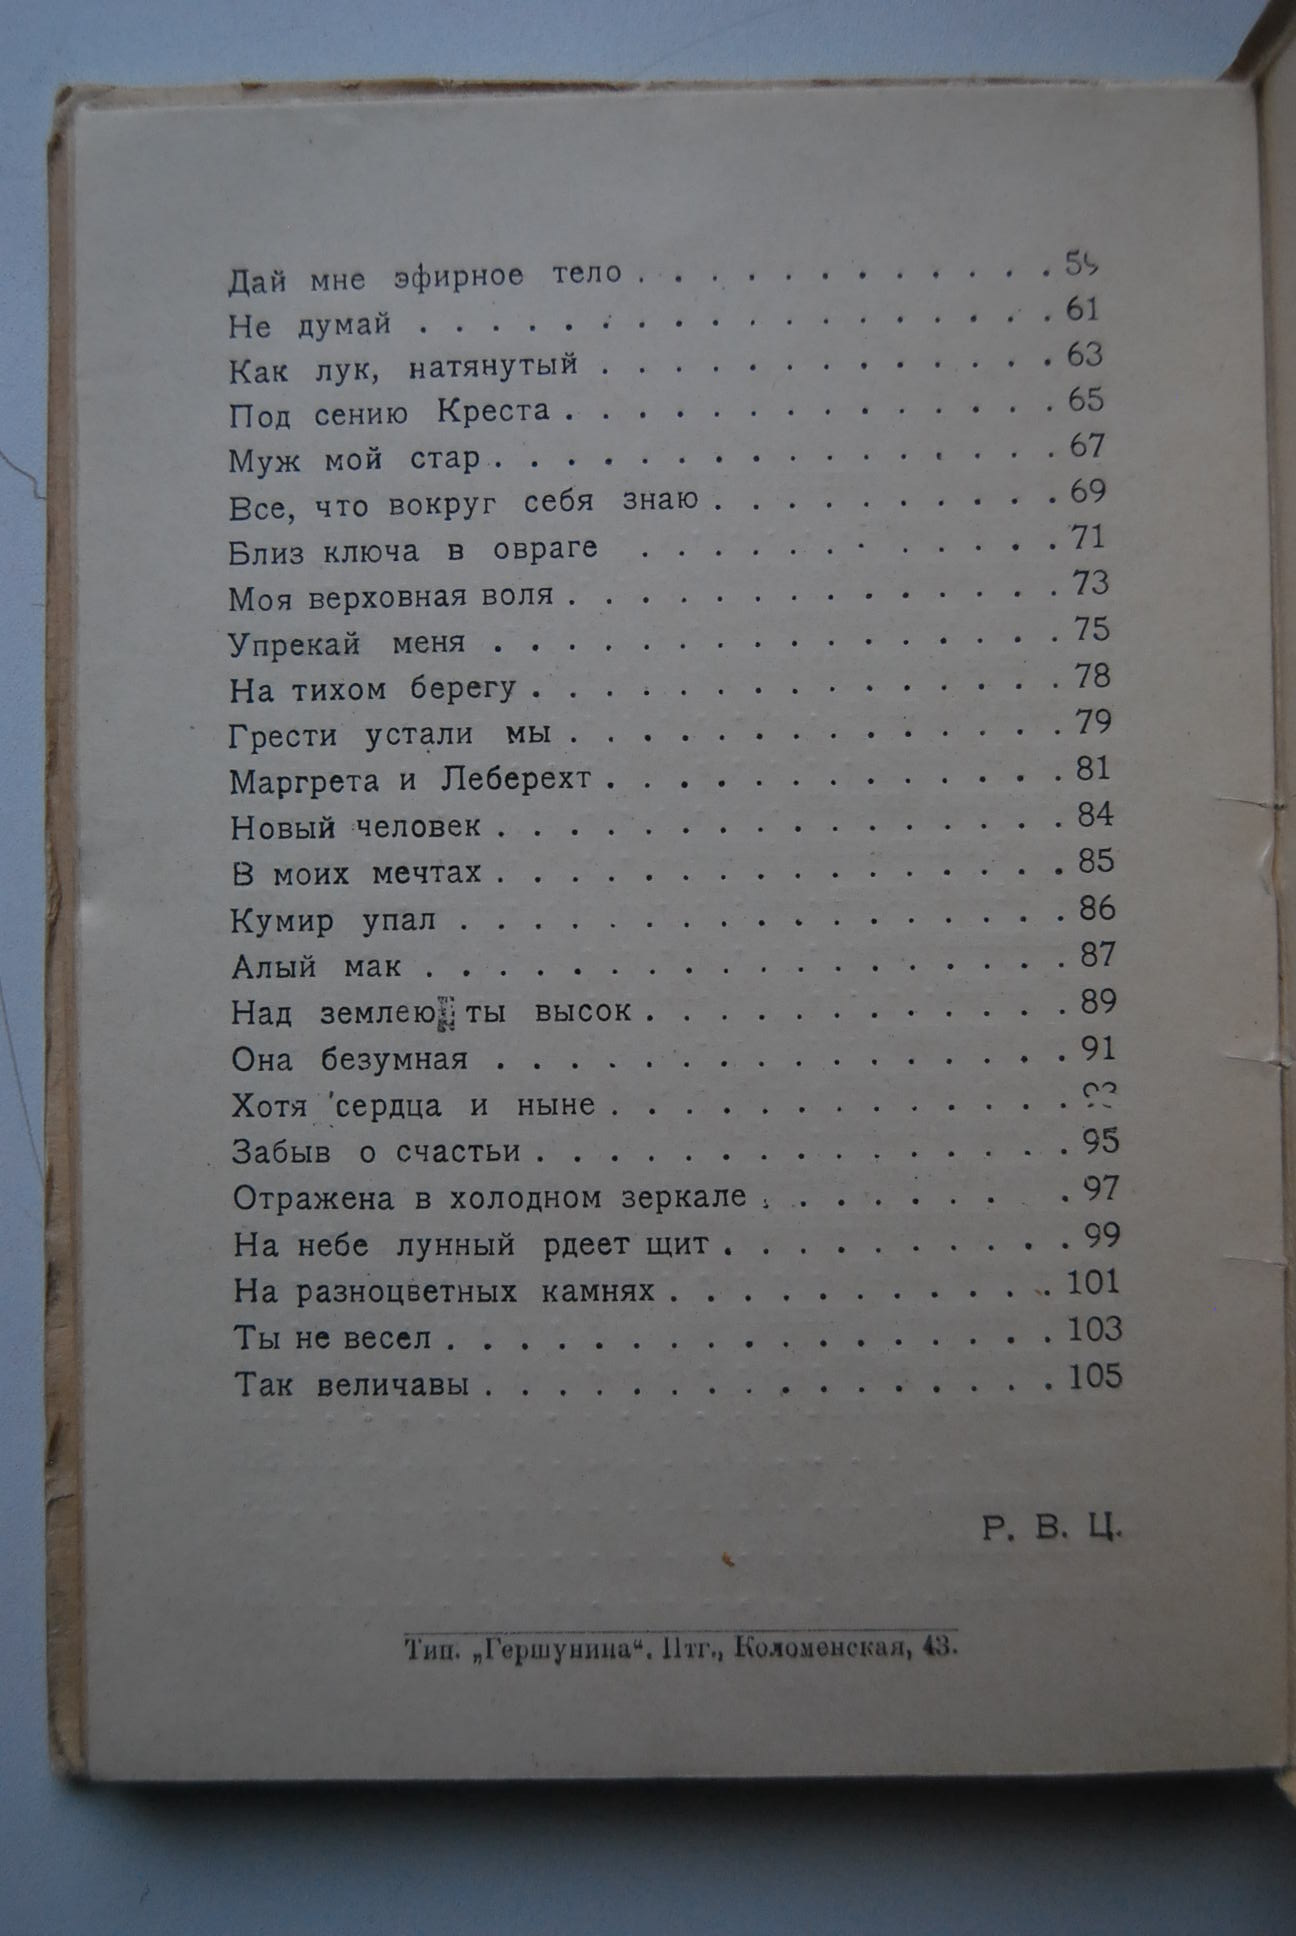 Дай мне эфирное тело . . . . . . . . . . . . 59
Не думай . . . . . . . . . . . . . . . . . . 61
Как лук, натянутый . . . . . . . . . . . . . 63
Под сению Креста . . . . . . . . . . . . . . 65
Муж мой стар . . . . . . . . . . . . . . . . 67
Все, что вокруг себя знаю . . . . . . . . . . 69
Близ ключа в овраге . . . . . . . . . . . . 71
Моя верховная воля . . . . . . . . . . . . . . 73
Упрекай меня . . . . . . . . . . . . . . . . 75
На тихом берегу . . . . . . . . . . . . . . . 78
Грести устали мы . . . . . . . . . . . . . . 79
Маргрета и Леберехт . . . . . . . . . . . . . 81
Новый человек . . . . . . . . . . . . . . . . 84
В моих мечтах . . . . . . . . . . . . . . . . 85
Кумир упал . . . . . . . . . . . . . . . . . 86
Алый мак . . . . . . . . . . . . . . . . . . 87
Над землею ты высок . . . . . . . . . . . . 89
Она безумная . . . . . . . . . . . . . . . . 91
Хотя сердца и ныне . . . . . . . . . . . . . 93
Забыв о счастьи . . . . . . . . . . . . . . . 95
Отражена в холодном зеркале . . . . . . . . 97
На небе лунный рдеет щит . . . . . . . . . . 99
На разноцветных камнях . . . . . . . . . . . 101
Ты не весел . . . . . . . . . . . . . . . . . 103
Так величавы . . . . . . . . . . . . . . . . 105
Р. В. Ц.
Тип. „Гершунина“. Птг., Коломенская, 43.